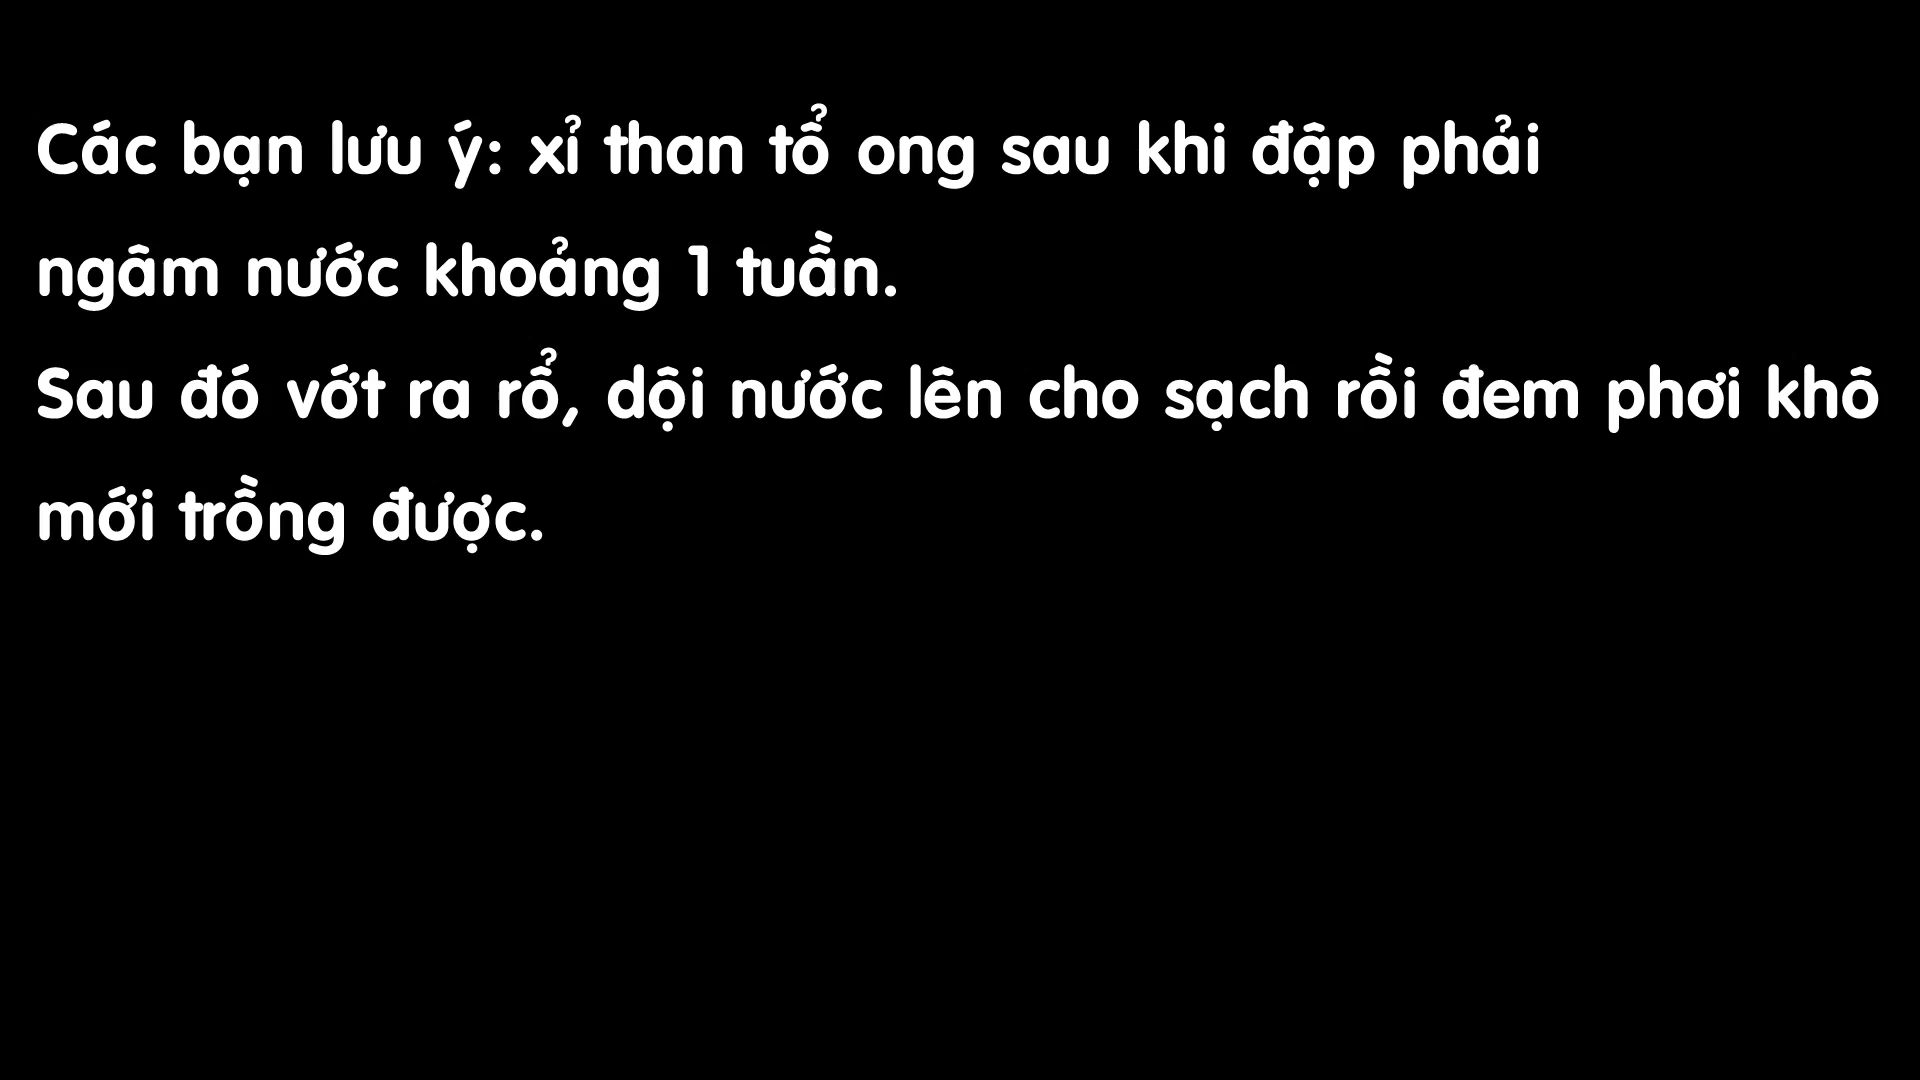 Các bạn lưu ý: xỉ than tổ ong sau khi đập phải
ngâm nước khoảng 1 tuần.
Sau đó vớt ra rổ, dội nước lên cho sạch rồi đem phơi khô
mới trồng được.